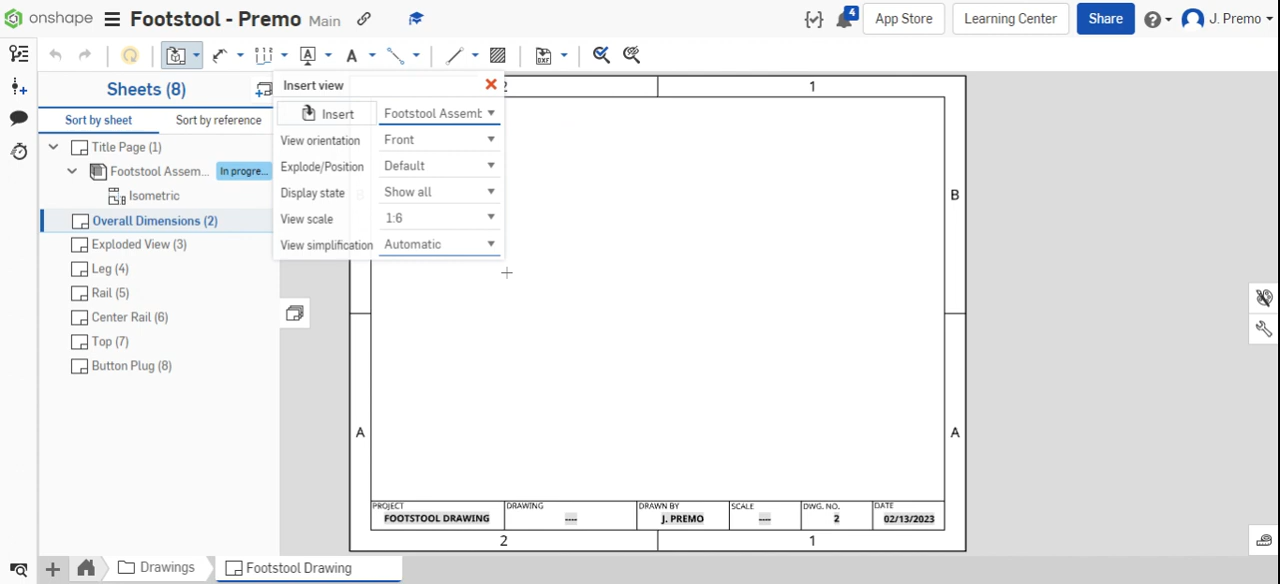 onshape Footstool - Premo Main 4 App Store Learning Center Share J. Premo
A A DXF
Sheets (8)
Sort by sheet Sort by reference
Title Page (1)
Footstool Assem... In progre...
Isometric
Overall Dimensions (2)
Exploded View (3)
Leg (4)
Rail (5)
Center Rail (6)
Top (7)
Button Plug (8)
Insert view
Insert Footstool Assemb
View orientation Front
Explode/Position Default
Display state Show all
View scale 1:6
View simplification Automatic
2 1
B B
A A
PROJECT DRAWING DRAWN BY SCALE DWG. NO. DATE
FOOTSTOOL DRAWING ---- J. PREMO ---- 2 02/13/2023
2 1
Drawings Footstool Drawing